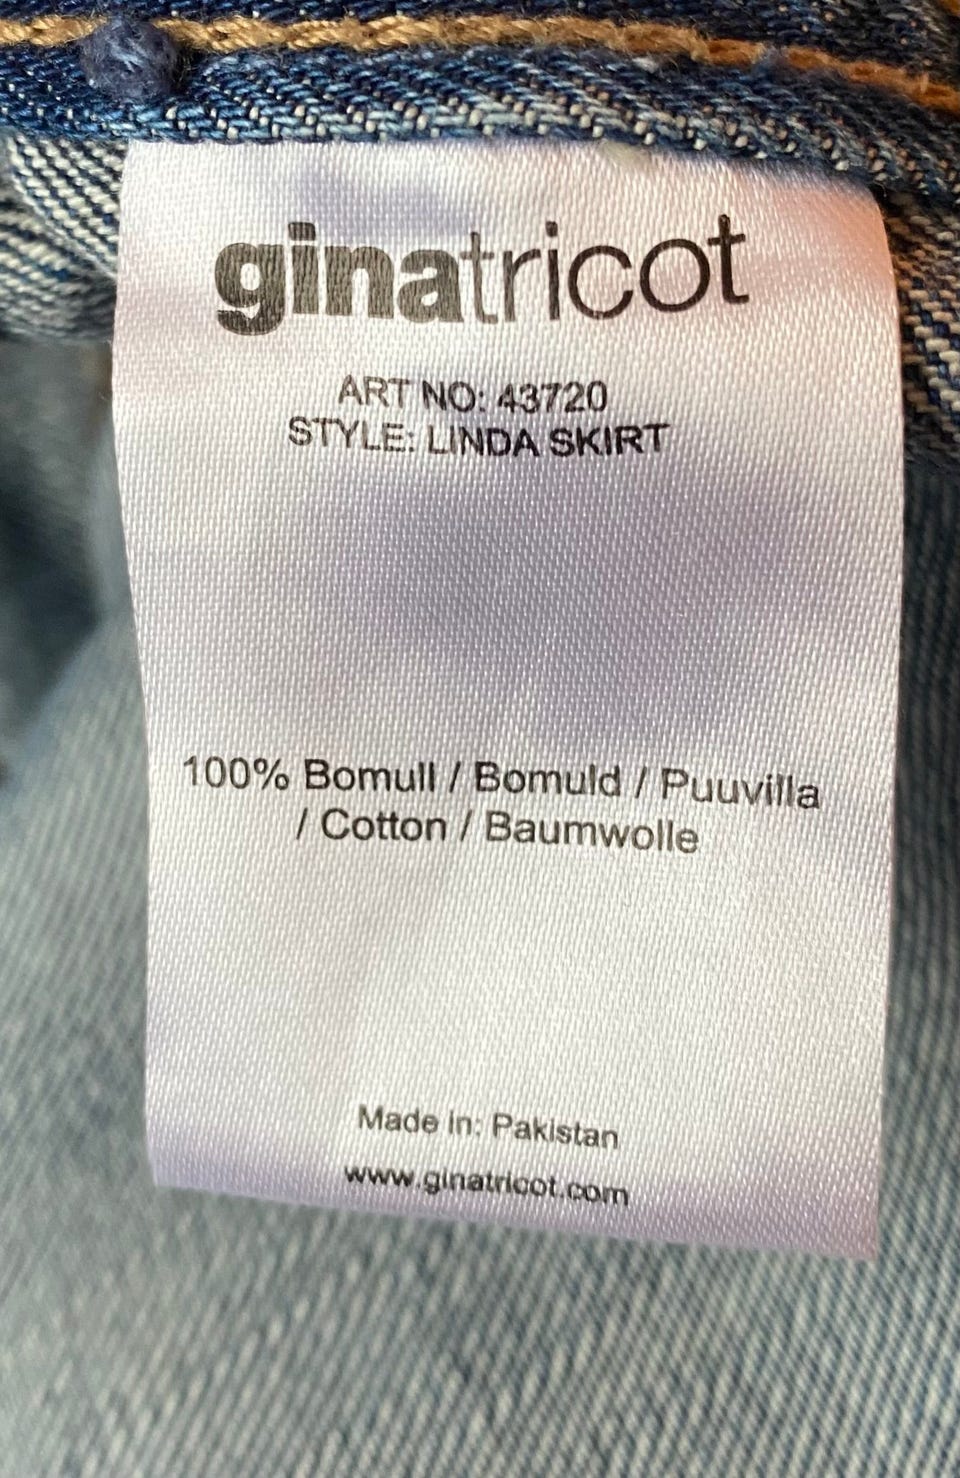 ginatricot
ART NO: 43720
STYLE: LINDA SKIRT
100% Bomull / Bomuld / Puuvilla
/ Cotton / Baumwolle
Made in: Pakistan
www.ginatricot.com